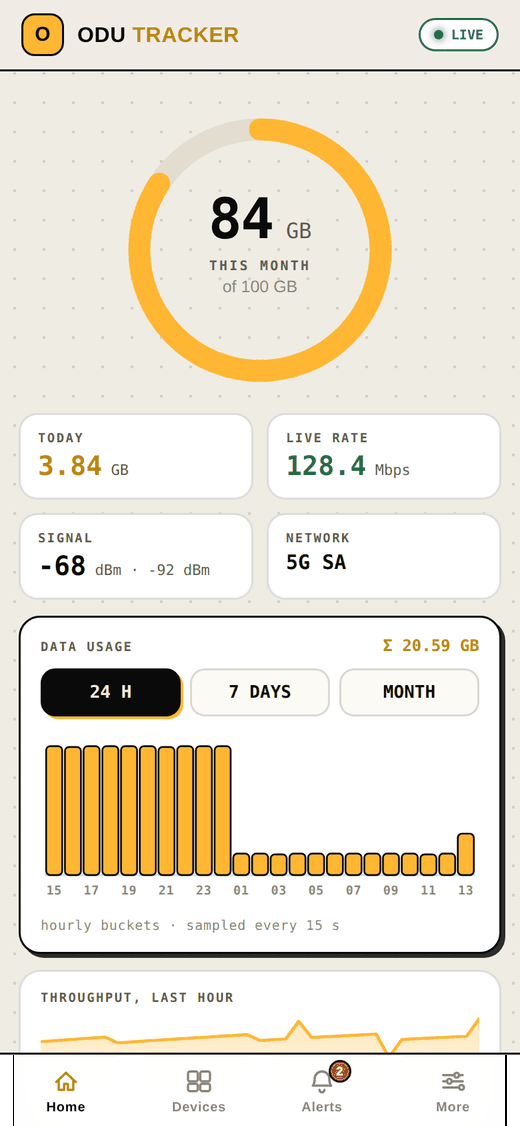 O ODU TRACKER LIVE
84 GB
THIS MONTH
of 100 GB
TODAY
3.84 GB
LIVE RATE
128.4 Mbps
SIGNAL
-68 dBm · -92 dBm
NETWORK
5G SA
DATA USAGE Σ 20.59 GB
24 H 7 DAYS MONTH
15 17 19 21 23 01 03 05 07 09 11 13
hourly buckets · sampled every 15 s
THROUGHPUT, LAST HOUR
2
Home Devices Alerts More